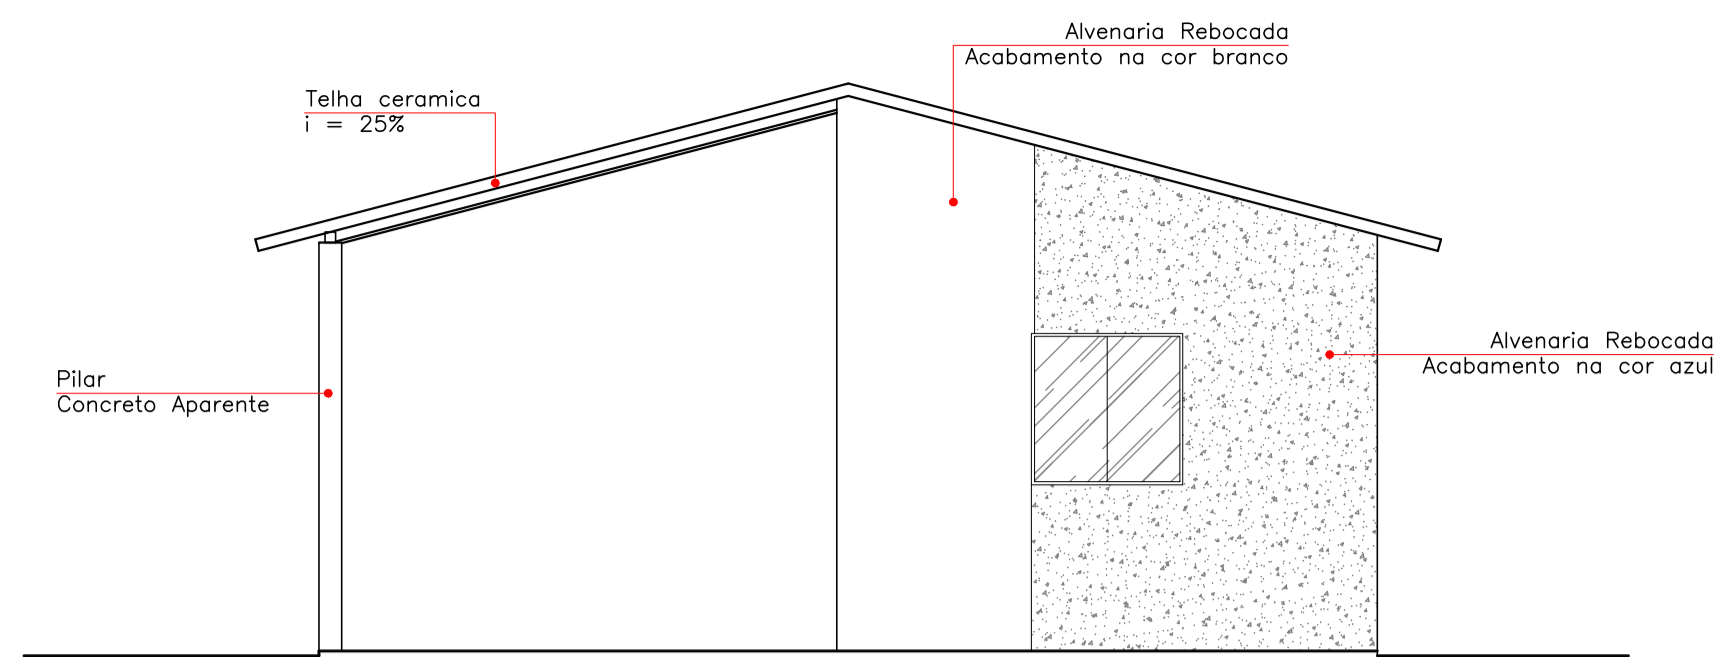 Alvenaria Rebocada
Acabamento na cor branco
Telha ceramica
i = 25%
Alvenaria Rebocada
Acabamento na cor azul
Pilar
Concreto Aparente